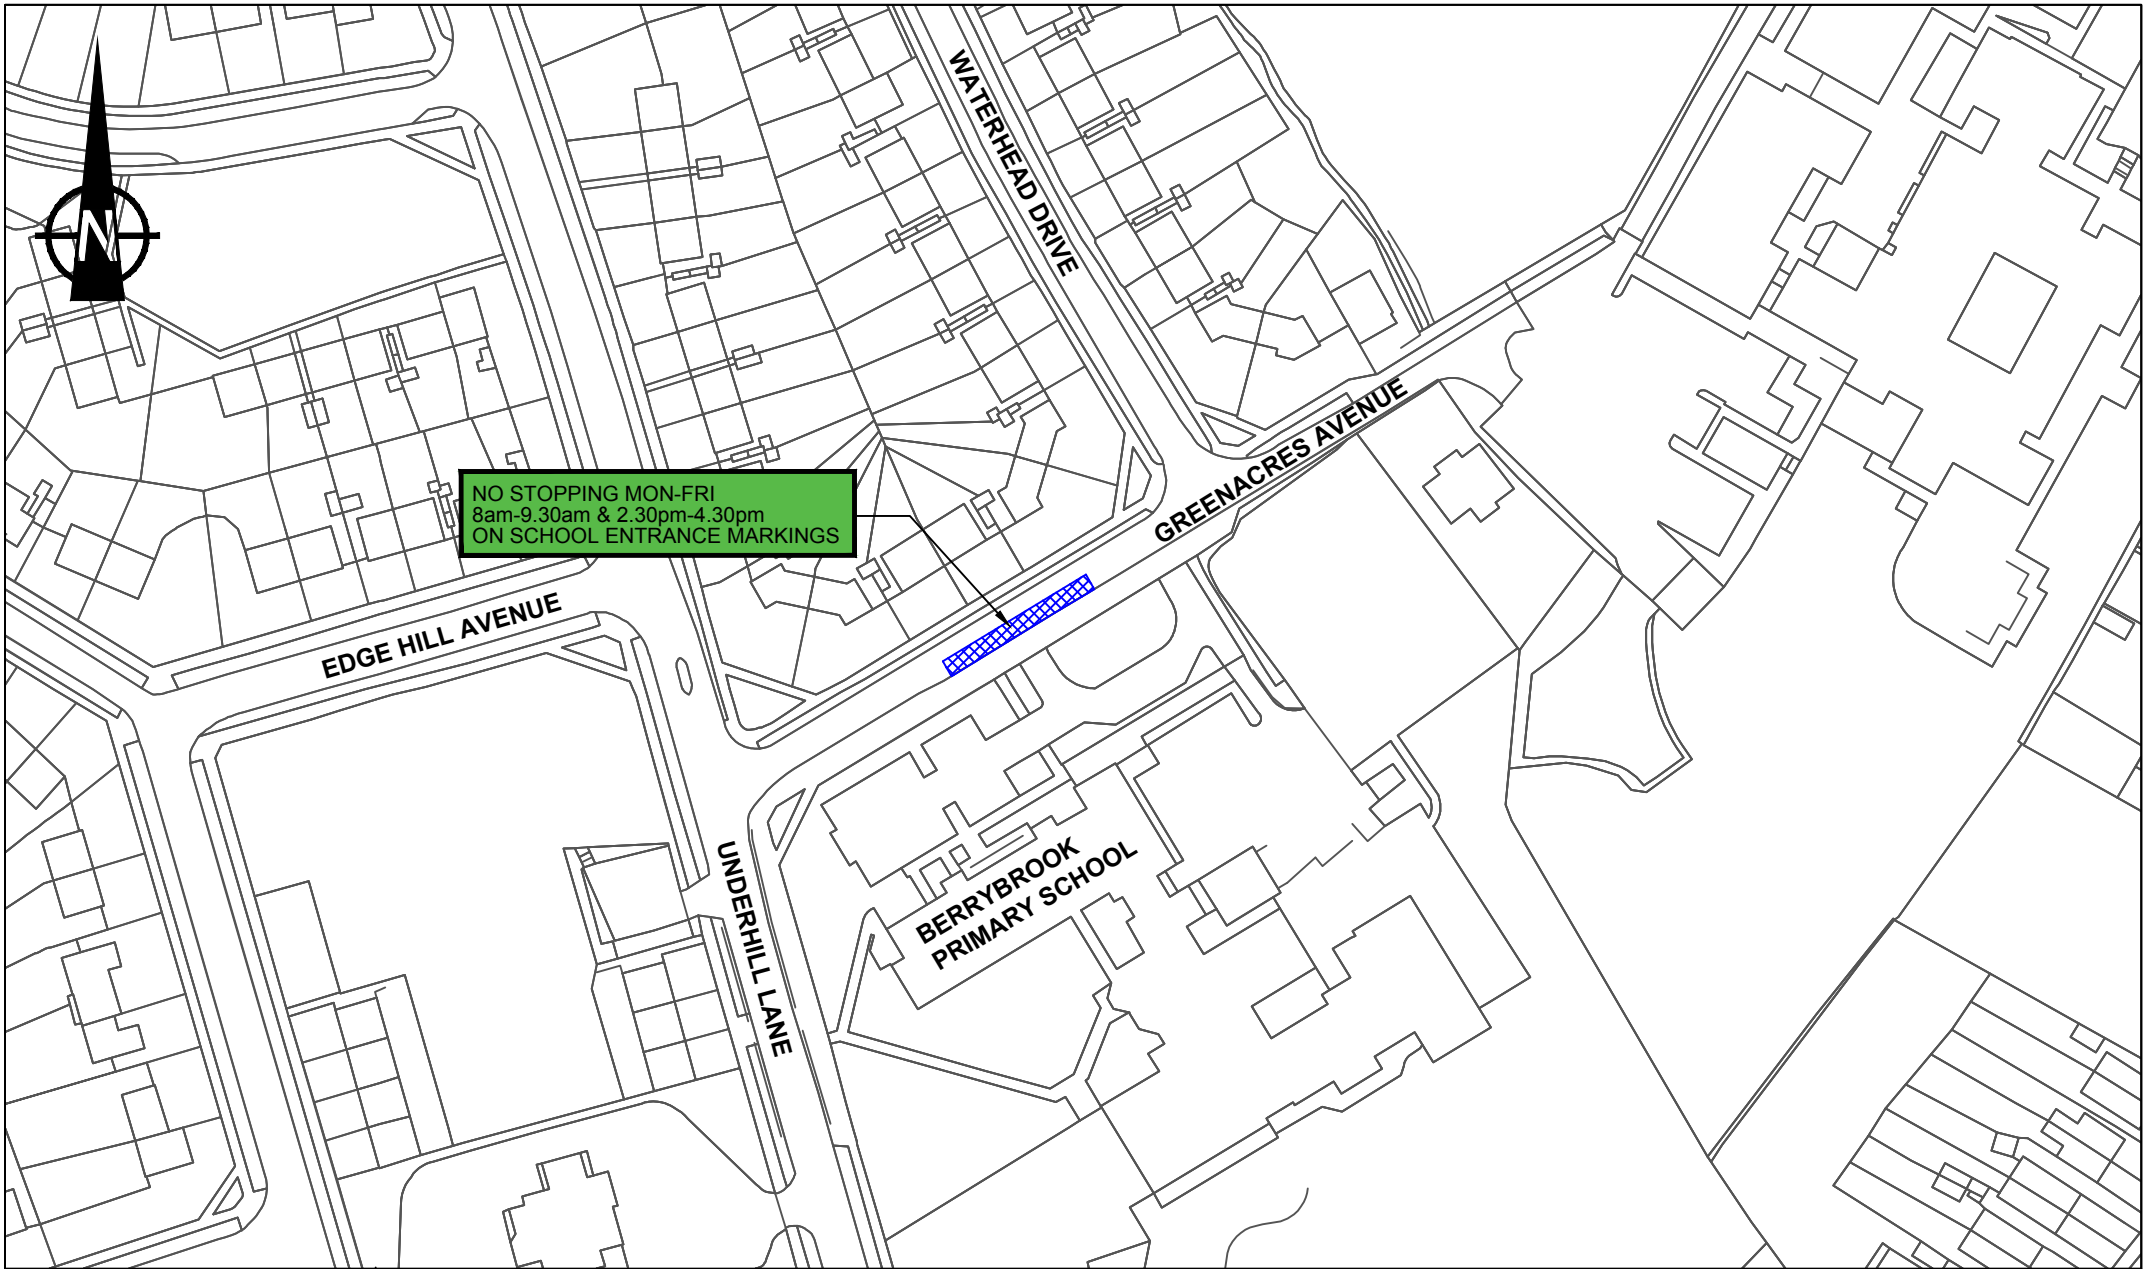 N
WATERHEAD DRIVE
GREENACRES AVENUE
NO STOPPING MON-FRI
8am-9.30am & 2.30pm-4.30pm
ON SCHOOL ENTRANCE MARKINGS
EDGE HILL AVENUE
UNDERHILL LANE
BERRYBROOK
PRIMARY SCHOOL